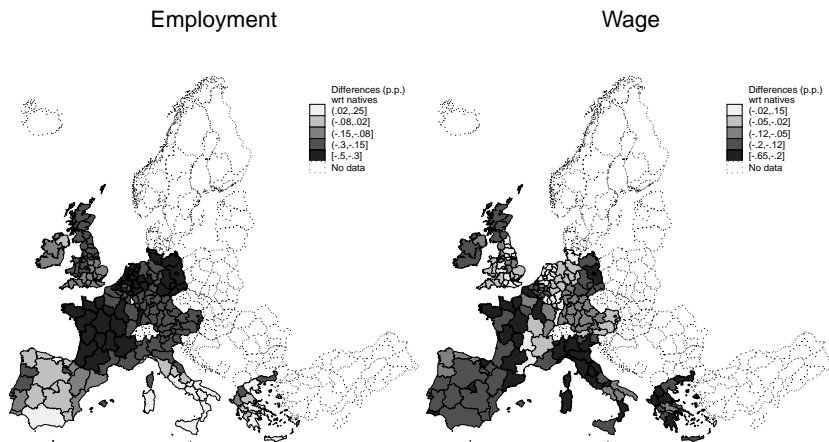 Employment
Differences (p.p.)
wrt natives
(.02,.25]
(-.08,.02]
(-.15,-.08]
(-.3,-.15]
[-.5,-.3]
No data
Wage
Differences (p.p.)
wrt natives
(-.02,.15]
(-.05,-.02]
(-.12,-.05]
(-.2,-.12]
[-.65,-.2]
No data